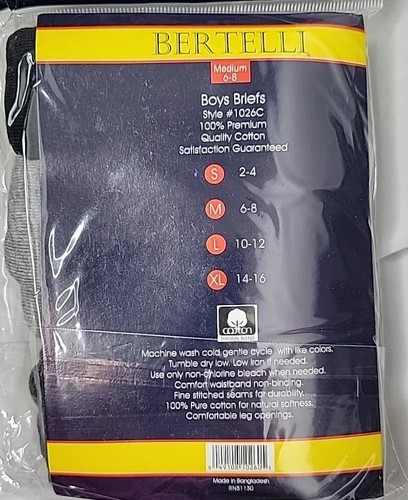 BERTELLI
Medium
6-8
Boys Briefs
Style #1026C
100% Premium
Quality Cotton
Satisfaction Guaranteed
S 2-4
M 6-8
L 10-12
XL 14-16
cotton
Machine wash cold gentle cycle with like colors.
Tumble dry low. Low Iron if needed.
Use only non-chlorine bleach when needed.
Comfort waistband non-binding.
Fine stitched seams for durability.
100% Pure cotton for natural softness.
Comfortable leg openings.
Made in Bangladesh
RN81130